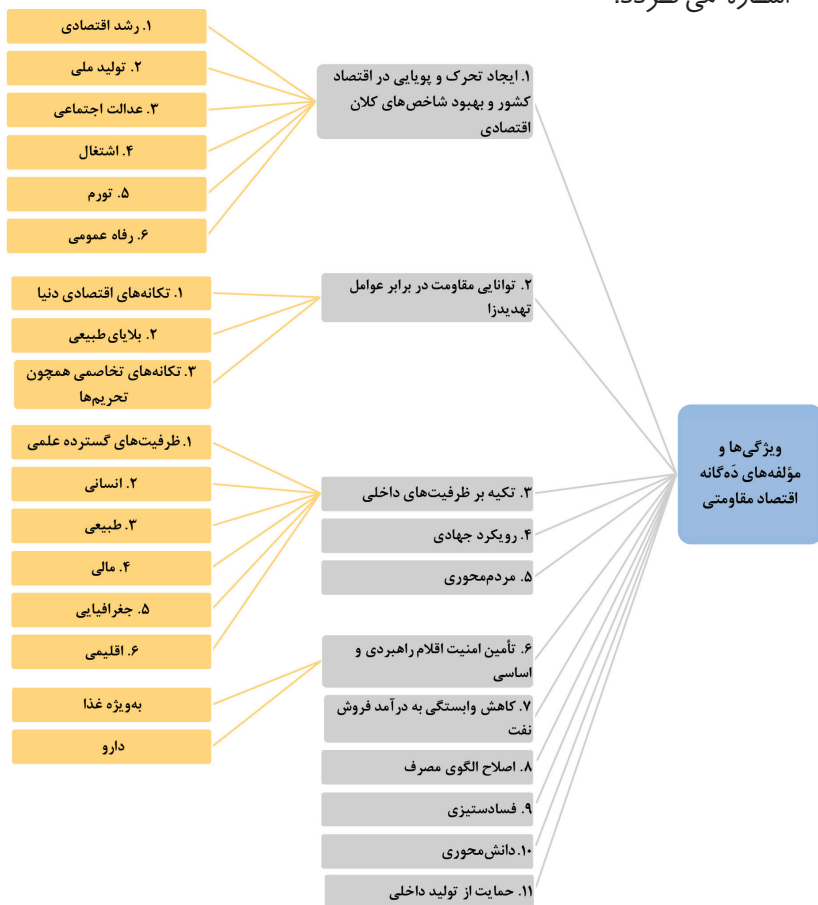 اشاره می گردد.
ویژگی‌ها و
مؤلفه‌های دَه‌گانه
اقتصاد مقاومتی
۱. ایجاد تحرک و پویایی در اقتصاد
کشور و بهبود شاخص‌های کلان
اقتصادی
۱. رشد اقتصادی
۲. تولید ملی
۳. عدالت اجتماعی
۴. اشتغال
۵. تورم
۶. رفاه عمومی
۲. توانایی مقاومت در برابر عوامل
تهدیدزا
۱. تکانه‌های اقتصادی دنیا
۲. بلایای طبیعی
۳. تکانه‌های تخاصمی همچون
تحریم‌ها
۳. تکیه بر ظرفیت‌های داخلی
۱. ظرفیت‌های گسترده علمی
۲. انسانی
۳. طبیعی
۴. مالی
۵. جغرافیایی
۶. اقلیمی
۴. رویکرد جهادی
۵. مردم‌محوری
۶. تأمین امنیت اقلام راهبردی و
اساسی
به‌ویژه غذا
دارو
۷. کاهش وابستگی به درآمد فروش
نفت
۸. اصلاح الگوی مصرف
۹. فسادستیزی
۱۰.دانش‌محوری
۱۱. حمایت از تولید داخلی